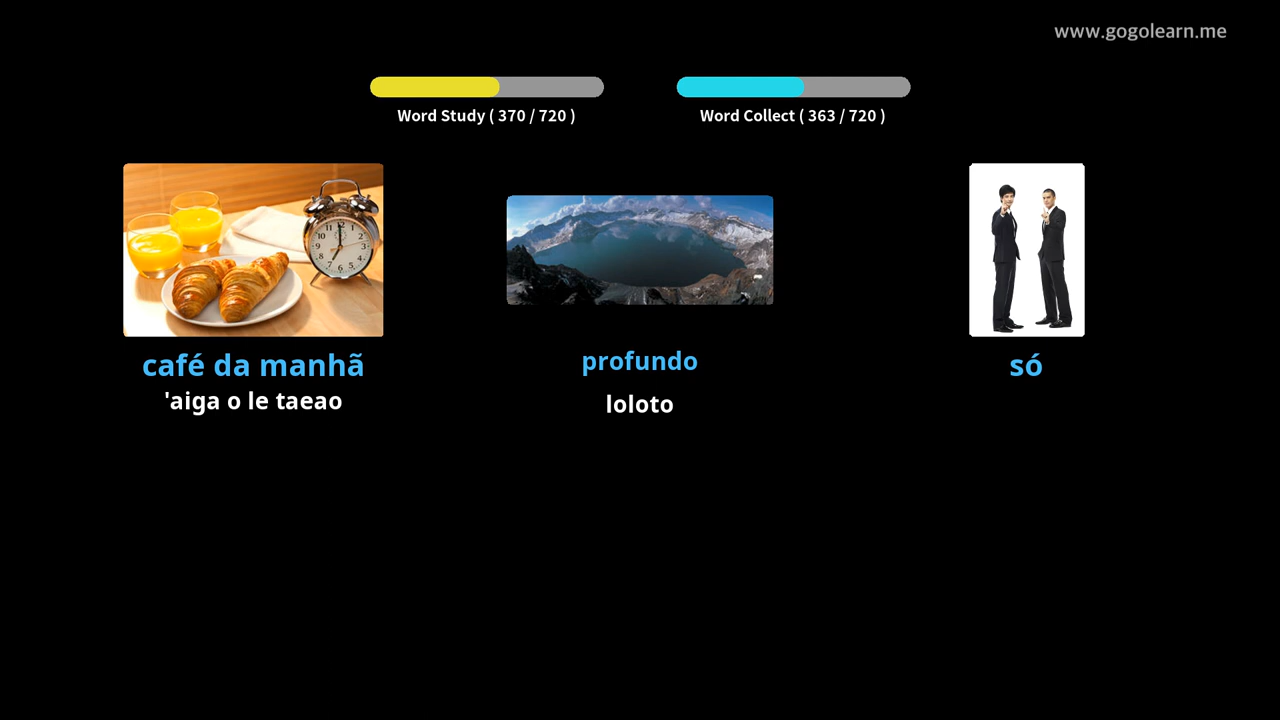 www.gogolearn.me
Word Study ( 370 / 720 )
Word Collect ( 363 / 720 )
café da manhã
'aiga o le taeao
profundo
loloto
só